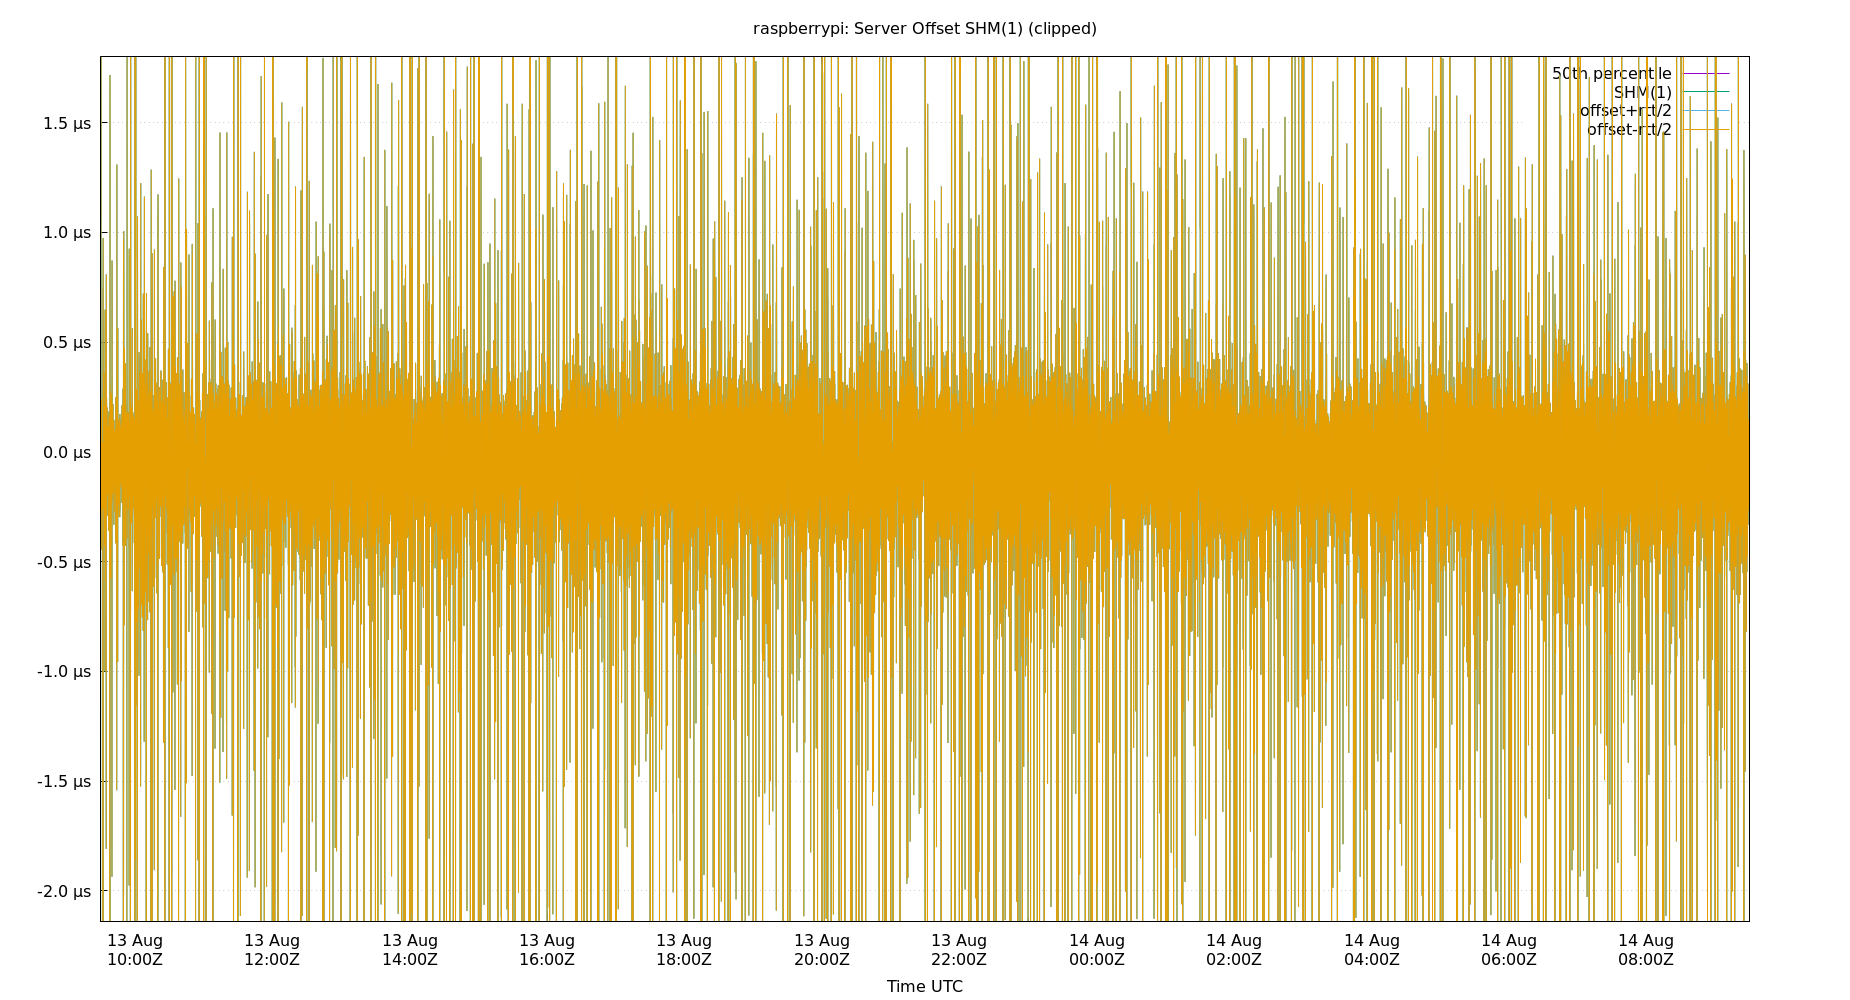 raspberrypi: Server Offset SHM(1) (clipped)
50th percentile
SHM(1)
offset+rtt/2
offset-rtt/2
1.5 µs
1.0 µs
0.5 µs
0.0 µs
-0.5 µs
-1.0 µs
-1.5 µs
-2.0 µs
13 Aug 13 Aug 13 Aug 13 Aug 13 Aug 13 Aug 13 Aug 14 Aug 14 Aug 14 Aug 14 Aug 14 Aug
10:00Z 12:00Z 14:00Z 16:00Z 18:00Z 20:00Z 22:00Z 00:00Z 02:00Z 04:00Z 06:00Z 08:00Z
Time UTC